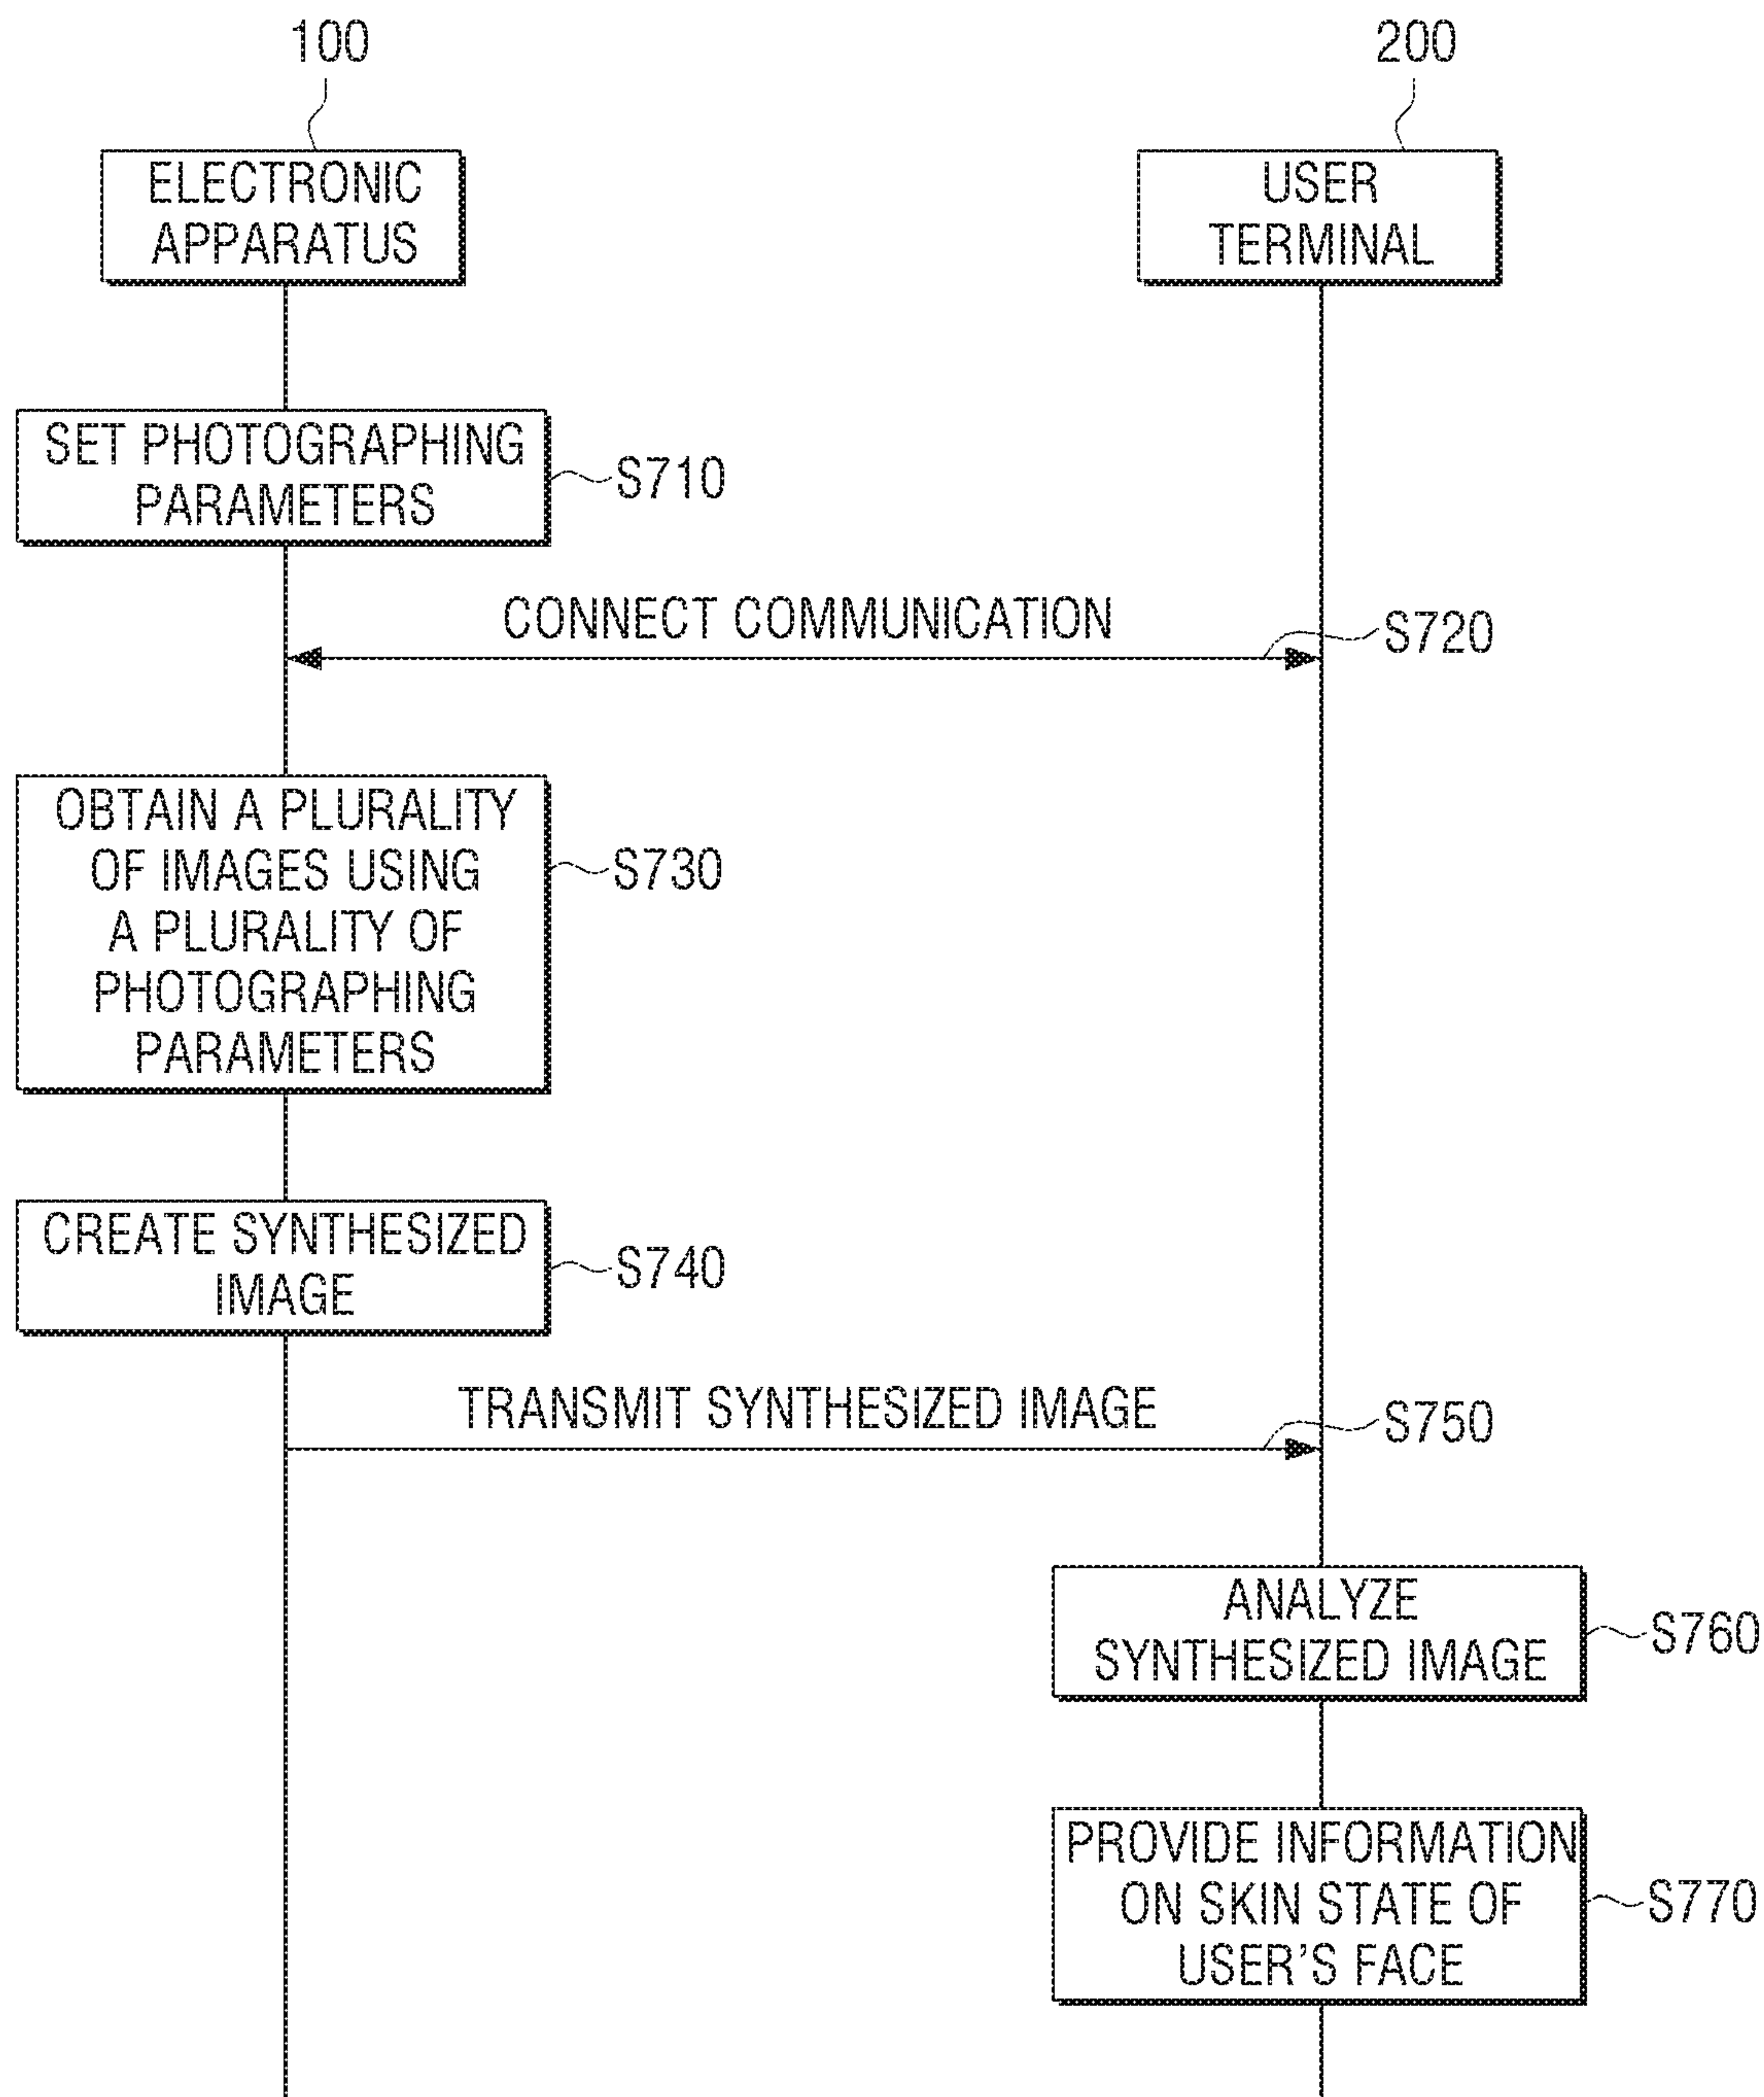 100
200
ELECTRONIC
APPARATUS
USER
TERMINAL
SET PHOTOGRAPHING
PARAMETERS
S710
CONNECT COMMUNICATION
S720
OBTAIN A PLURALITY
OF IMAGES USING
A PLURALITY OF
PHOTOGRAPHING
PARAMETERS
S730
CREATE SYNTHESIZED
IMAGE
S740
TRANSMIT SYNTHESIZED IMAGE
S750
ANALYZE
SYNTHESIZED IMAGE
S760
PROVIDE INFORMATION
ON SKIN STATE OF
USER'S FACE
S770